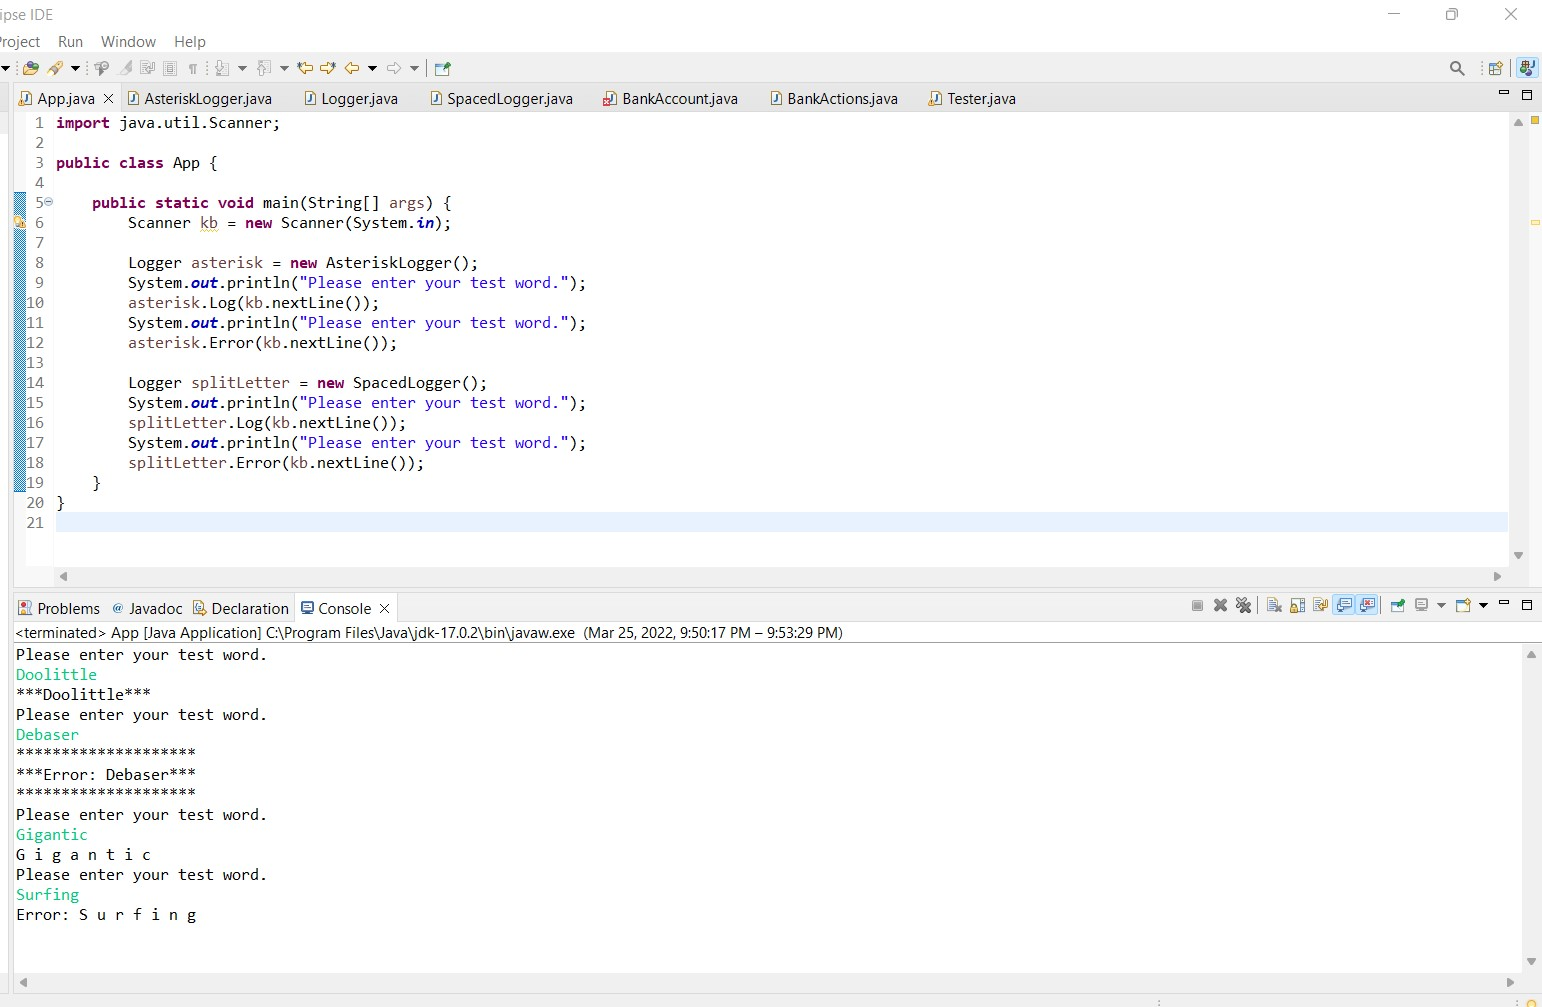 ipse IDE
Project Run Window Help
App.java AsteriskLogger.java Logger.java SpacedLogger.java BankAccount.java BankActions.java Tester.java
1 import java.util.Scanner;
2
3 public class App {
4
5 public static void main(String[] args) {
6 Scanner kb = new Scanner(System.in);
7
8 Logger asterisk = new AsteriskLogger();
9 System.out.println("Please enter your test word.");
10 asterisk.Log(kb.nextLine());
11 System.out.println("Please enter your test word.");
12 asterisk.Error(kb.nextLine());
13
14 Logger splitLetter = new SpacedLogger();
15 System.out.println("Please enter your test word.");
16 splitLetter.Log(kb.nextLine());
17 System.out.println("Please enter your test word.");
18 splitLetter.Error(kb.nextLine());
19 }
20 }
21
Problems @ Javadoc Declaration Console
<terminated> App [Java Application] C:\Program Files\Java\jdk-17.0.2\bin\javaw.exe (Mar 25, 2022, 9:50:17 PM – 9:53:29 PM)
Please enter your test word.
Doolittle
***Doolittle***
Please enter your test word.
Debaser
********************
***Error: Debaser***
********************
Please enter your test word.
Gigantic
G i g a n t i c
Please enter your test word.
Surfing
Error: S u r f i n g